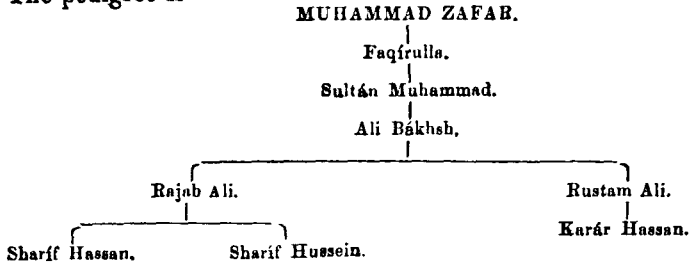 The pedigree is
MUHAMMAD ZAFAR.
Faqírulla.
Sultán Muhammad.
Ali Bákhsh.
Rajab Ali. Rustam Ali.
Karár Hassan.
Sharíf Hassan. Sharíf Hussein.